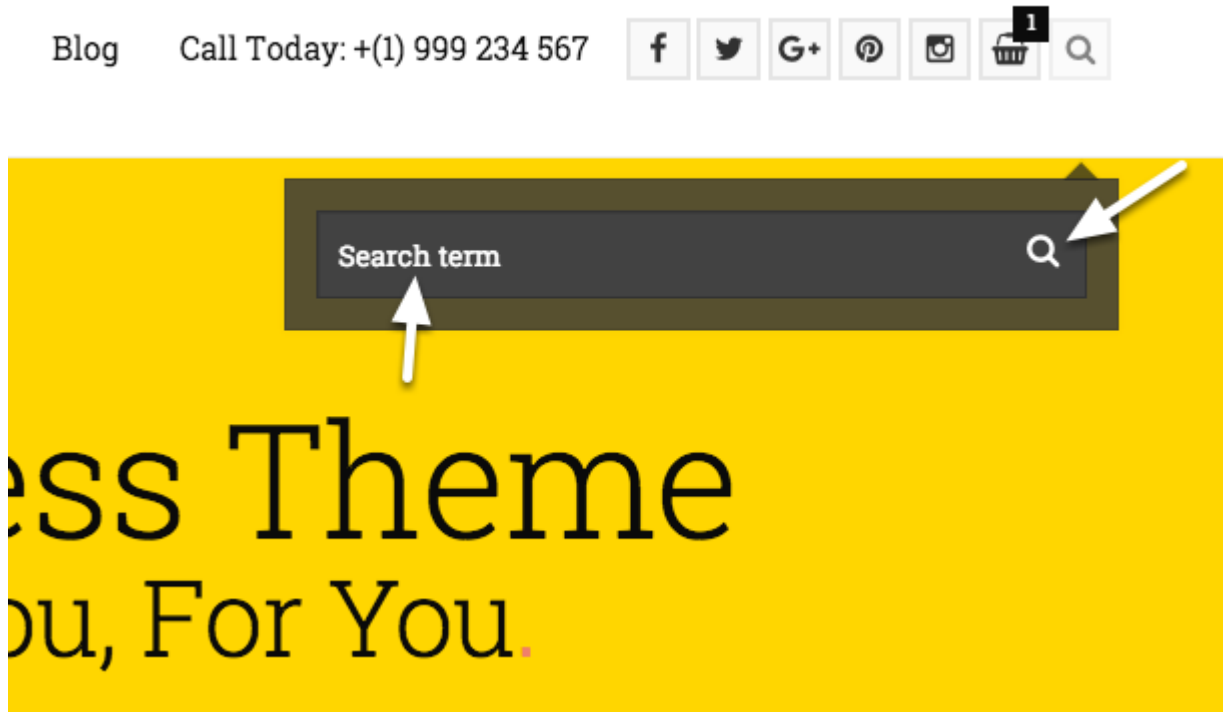 Blog Call Today: +(1) 999 234 567 f G+ 1
Search term
ess Theme
ou, For You.